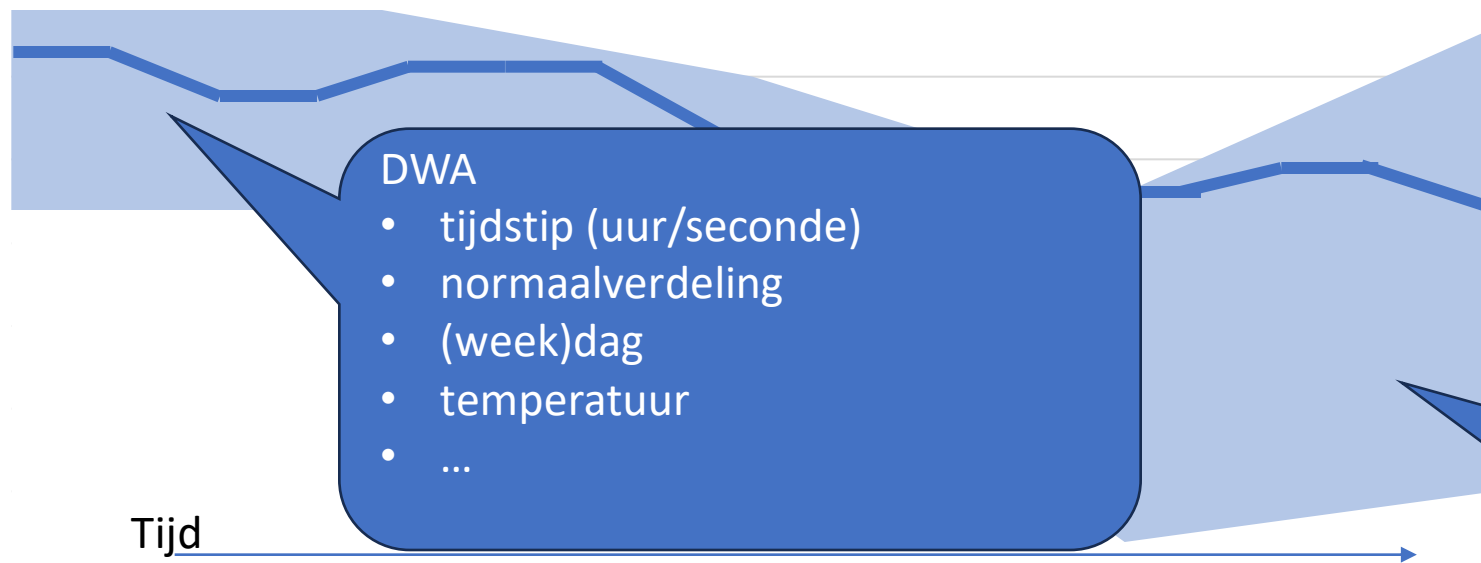 DWA
• tijdstip (uur/seconde)
• normaalverdeling
• (week)dag
• temperatuur
• ...
Tijd